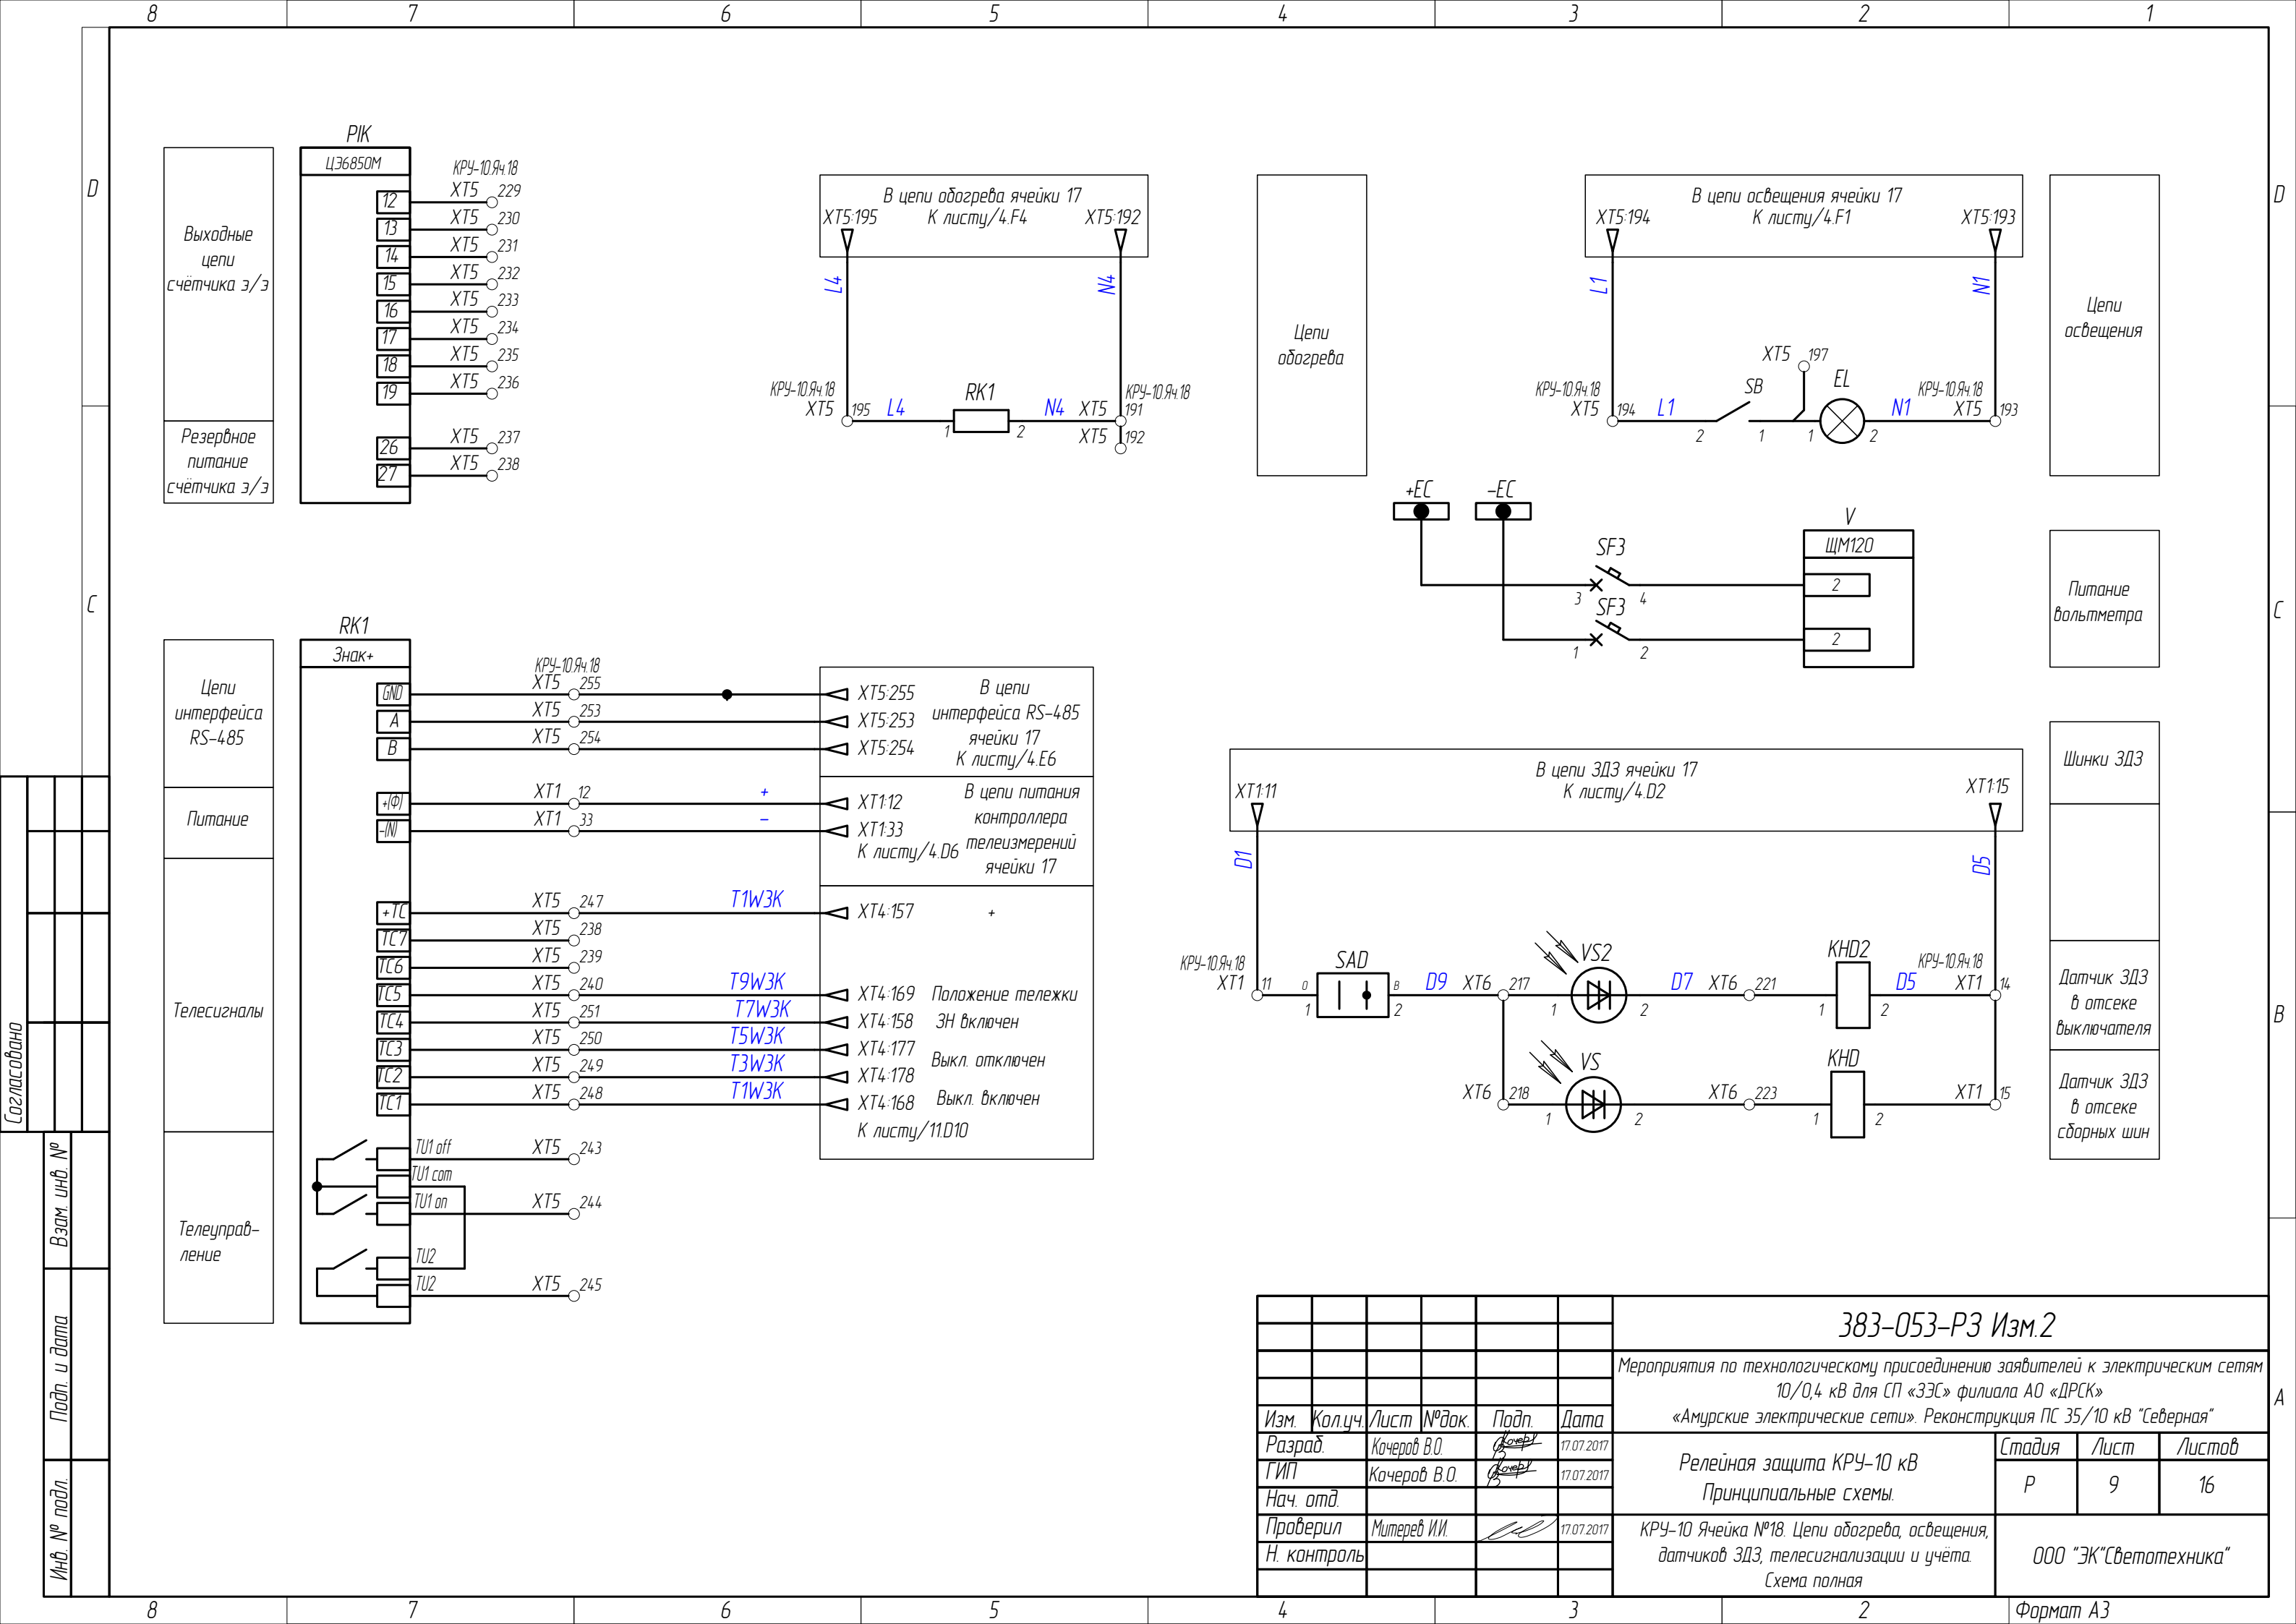 8 7 6 5 4 3 2 1
D
C
D
C
B
A
PIK
ЦЭ6850М
Выходные
цепи
счётчика э/э
Резервное
питание
счётчика э/э
КРУ-10.Яч.18
12 XT5 229
13 XT5 230
14 XT5 231
15 XT5 232
16 XT5 233
17 XT5 234
18 XT5 235
19 XT5 236
26 XT5 237
27 XT5 238
В цепи обогрева ячейки 17
XT5:195 К листу/4.F4 XT5:192
L4 N4
КРУ-10.Яч.18 RK1 КРУ-10.Яч.18
XT5 195 L4 1 2 N4 XT5 191
XT5 192
Цепи
обогрева
В цепи освещения ячейки 17
XT5:194 К листу/4.F1 XT5:193
L1 N1
XT5 197
КРУ-10.Яч.18 SB EL КРУ-10.Яч.18
XT5 194 L1 2 1 1 2 N1 XT5 193
Цепи
освещения
+EC -EC
V
ЩМ120
SF3
3 4 2
SF3
1 2 2
Питание
вольтметра
RK1
Знак+
Цепи
интерфейса
RS-485
Питание
Телесигналы
Телеуправ-
ление
КРУ-10.Яч.18
GND XT5 255 XT5:255
A XT5 253 XT5:253
B XT5 254 XT5:254
В цепи
интерфейса RS-485
ячейки 17
К листу/4.E6
+(Ф) XT1 12 + XT1:12
-(N) XT1 33 - XT1:33
К листу/4.D6
В цепи питания
контроллера
телеизмерений
ячейки 17
+TC XT5 247 T1W3K XT4:157 +
TC7 XT5 238
TC6 XT5 239
TC5 XT5 240 T9W3K XT4:169 Положение тележки
TC4 XT5 251 T7W3K XT4:158 ЗН включен
TC3 XT5 250 T5W3K XT4:177
Выкл. отключен
TC2 XT5 249 T3W3K XT4:178
Выкл. включен
TC1 XT5 248 T1W3K XT4:168
К листу/11.D10
TU1 off XT5 243
TU1 com
TU1 on XT5 244
TU2
TU2 XT5 245
В цепи ЗДЗ ячейки 17
XT1:11 К листу/4.D2 XT1:15
D1 D5
КРУ-10.Яч.18 SAD VS2 KHD2 КРУ-10.Яч.18
XT1 11 0 1 В 2 D9 XT6 217 1 2 D7 XT6 221 1 2 D5 XT1 14
VS KHD
XT6 218 1 2 XT6 223 1 2 XT1 15
Шинки ЗДЗ
Датчик ЗДЗ
в отсеке
выключателя
Датчик ЗДЗ
в отсеке
сборных шин
Согласовано
Взам. инв. №
Подп. и дата
Инв. № подл.
383-053-РЗ Изм.2
Мероприятия по технологическому присоединению заявителей к электрическим сетям
10/0,4 кВ для СП «ЗЭС» филиала АО «ДРСК»
«Амурские электрические сети». Реконструкция ПС 35/10 кВ "Северная"
Изм. Кол.уч. Лист №док. Подп. Дата
Разраб. Кочеров В.О. 17.07.2017
ГИП Кочеров В.О. 17.07.2017
Нач. отд.
Проверил Митерев И.И. 17.07.2017
Н. контроль
Релейная защита КРУ-10 кВ
Принципиальные схемы.
Стадия Лист Листов
Р 9 16
КРУ-10 Ячейка №18. Цепи обогрева, освещения,
датчиков ЗДЗ, телесигнализации и учёта.
Схема полная
ООО "ЭК"Светотехника"
8 7 6 5 4 3 2 Формат А3